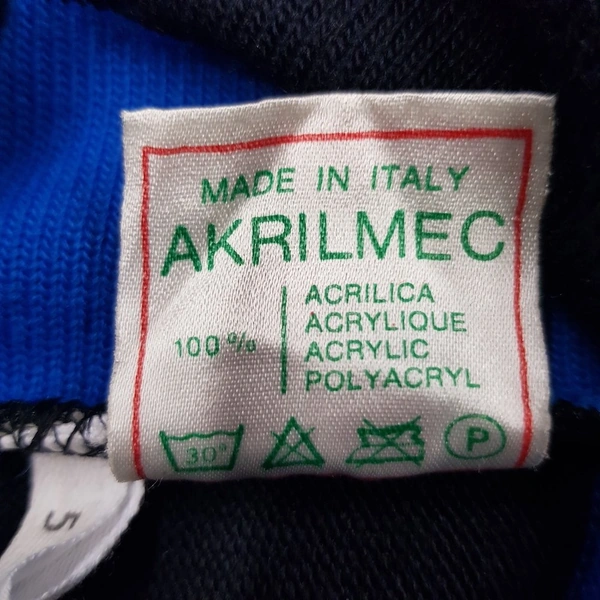 MADE IN ITALY
AKRILMEC
100%
ACRILICA
ACRYLIQUE
ACRYLIC
POLYACRYL
30° P
5